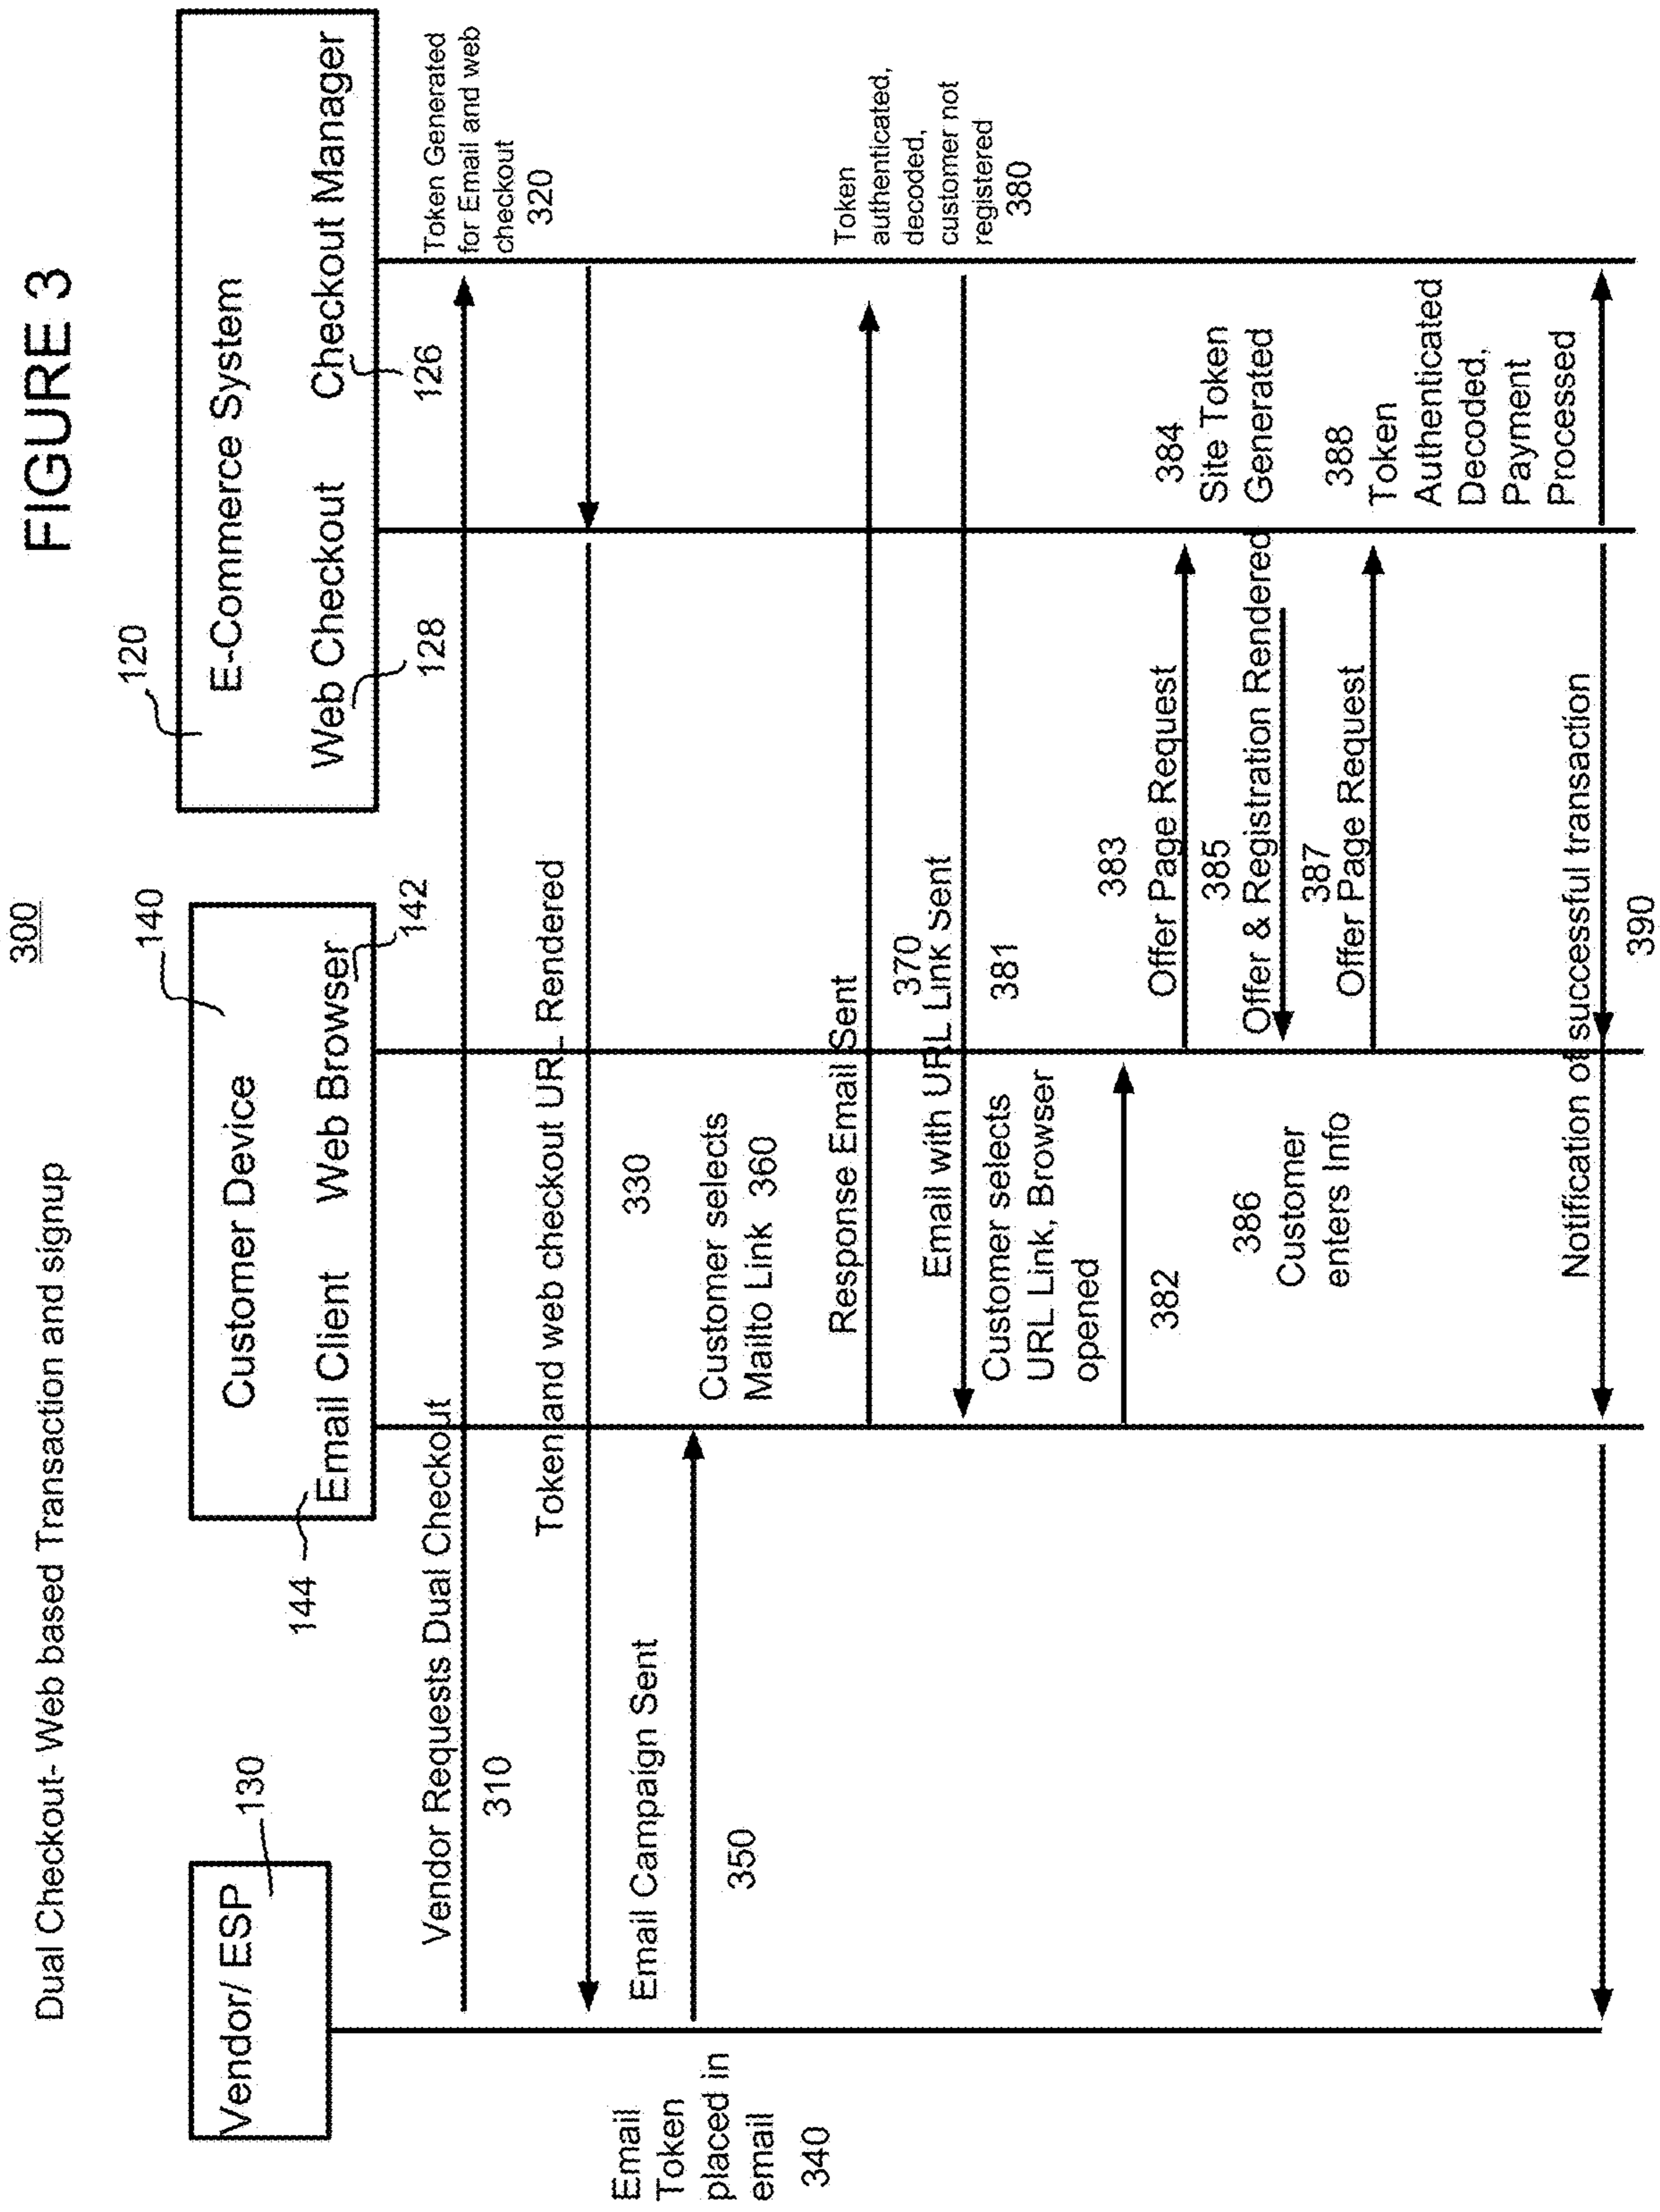 FIGURE 3
300
Dual Checkout- Web based Transaction and signup
120
E-Commerce System
Web Checkout
Checkout Manager
128
126
140
Customer Device
Email Client
Web Browser
144
142
Vendor/ ESP
130
Vendor Requests Dual Checkout
310
Token Generated
for Email and web
checkout
320
Token and web checkout URL Rendered
330
Email
Token
placed in
email
340
Email Campaign Sent
350
Customer selects
Mailto Link 360
Response Email Sent
370
Token
authenticated,
decoded,
customer not
registered
380
Email with URL Link Sent
381
Customer selects
URL Link, Browser
opened
382
383
Offer Page Request
384
Site Token
Generated
385
Offer & Registration Rendered
386
Customer
enters Info
387
Offer Page Request
388
Token
Authenticated
Decoded,
Payment
Processed
Notification of successful transaction
390